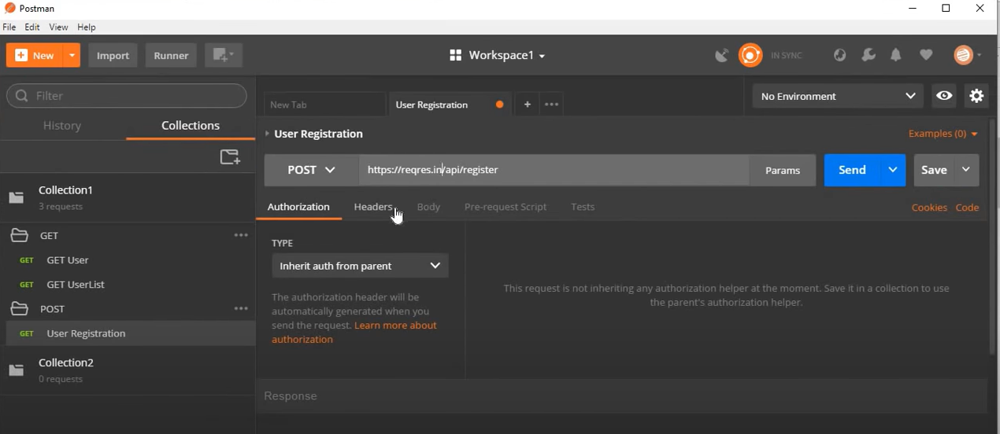 Postman
File Edit View Help
New Import Runner Workspace1 IN SYNC
Filter
History Collections
Collection1
3 requests
GET
GET GET User
GET GET UserList
POST
GET User Registration
Collection2
0 requests
New Tab User Registration + No Environment
User Registration Examples (0)
POST https://reqres.in/api/register Params Send Save
Authorization Headers Body Pre-request Script Tests Cookies Code
TYPE
Inherit auth from parent
The authorization header will be
automatically generated when you
send the request. Learn more about
authorization
This request is not inheriting any authorization helper at the moment. Save it in a collection to use
the parent's authorization helper.
Response